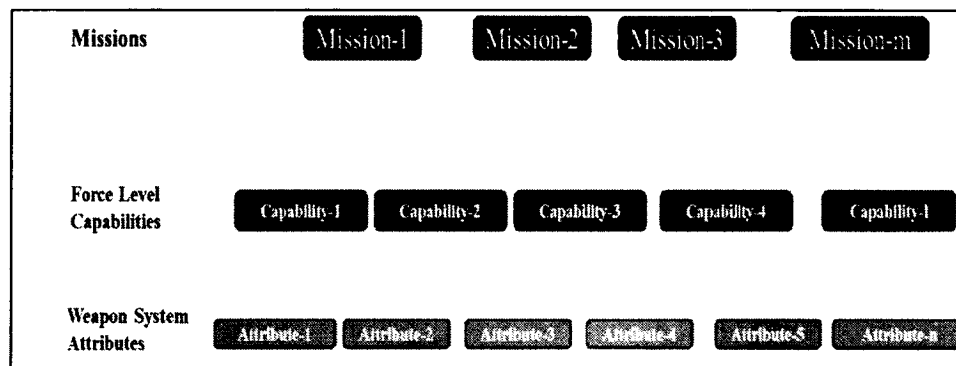 Missions Mission-1 Mission-2 Mission-3 Mission-m
Force Level
Capabilities
Capability-1 Capability-2 Capability-3 Capability-4 Capability-l
Weapon System
Attributes
Attribute-1 Attribute-2 Attribute-3 Attribute-4 Attribute-5 Attribute-n